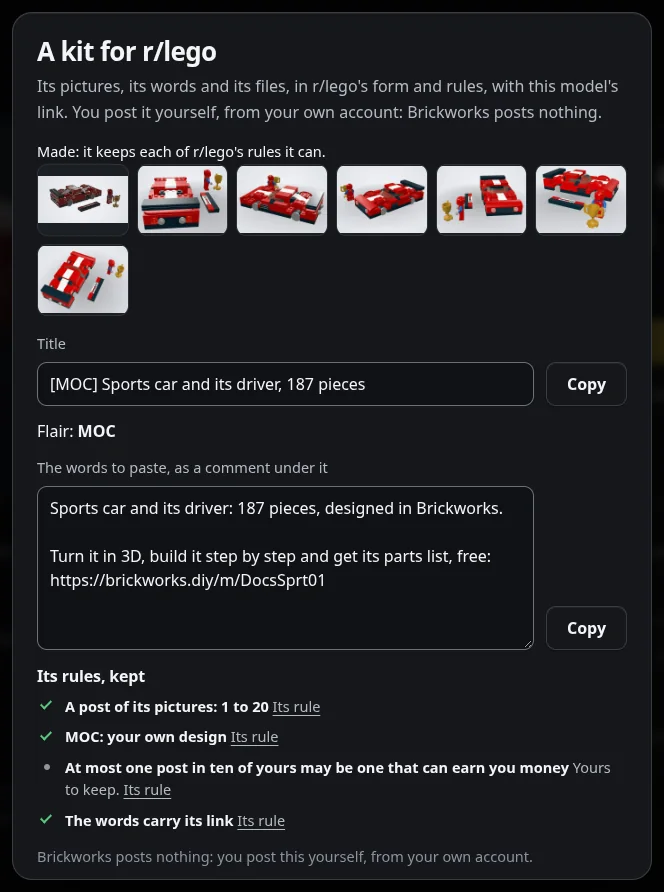 A kit for r/lego
Its pictures, its words and its files, in r/lego's form and rules, with this model's
link. You post it yourself, from your own account: Brickworks posts nothing.
Made: it keeps each of r/lego's rules it can.
Title
[MOC] Sports car and its driver, 187 pieces
Copy
Flair: MOC
The words to paste, as a comment under it
Sports car and its driver: 187 pieces, designed in Brickworks.
Turn it in 3D, build it step by step and get its parts list, free:
https://brickworks.diy/m/DocsSprt01
Copy
Its rules, kept
A post of its pictures: 1 to 20 Its rule
MOC: your own design Its rule
At most one post in ten of yours may be one that can earn you money Yours
to keep. Its rule
The words carry its link Its rule
Brickworks posts nothing: you post this yourself, from your own account.